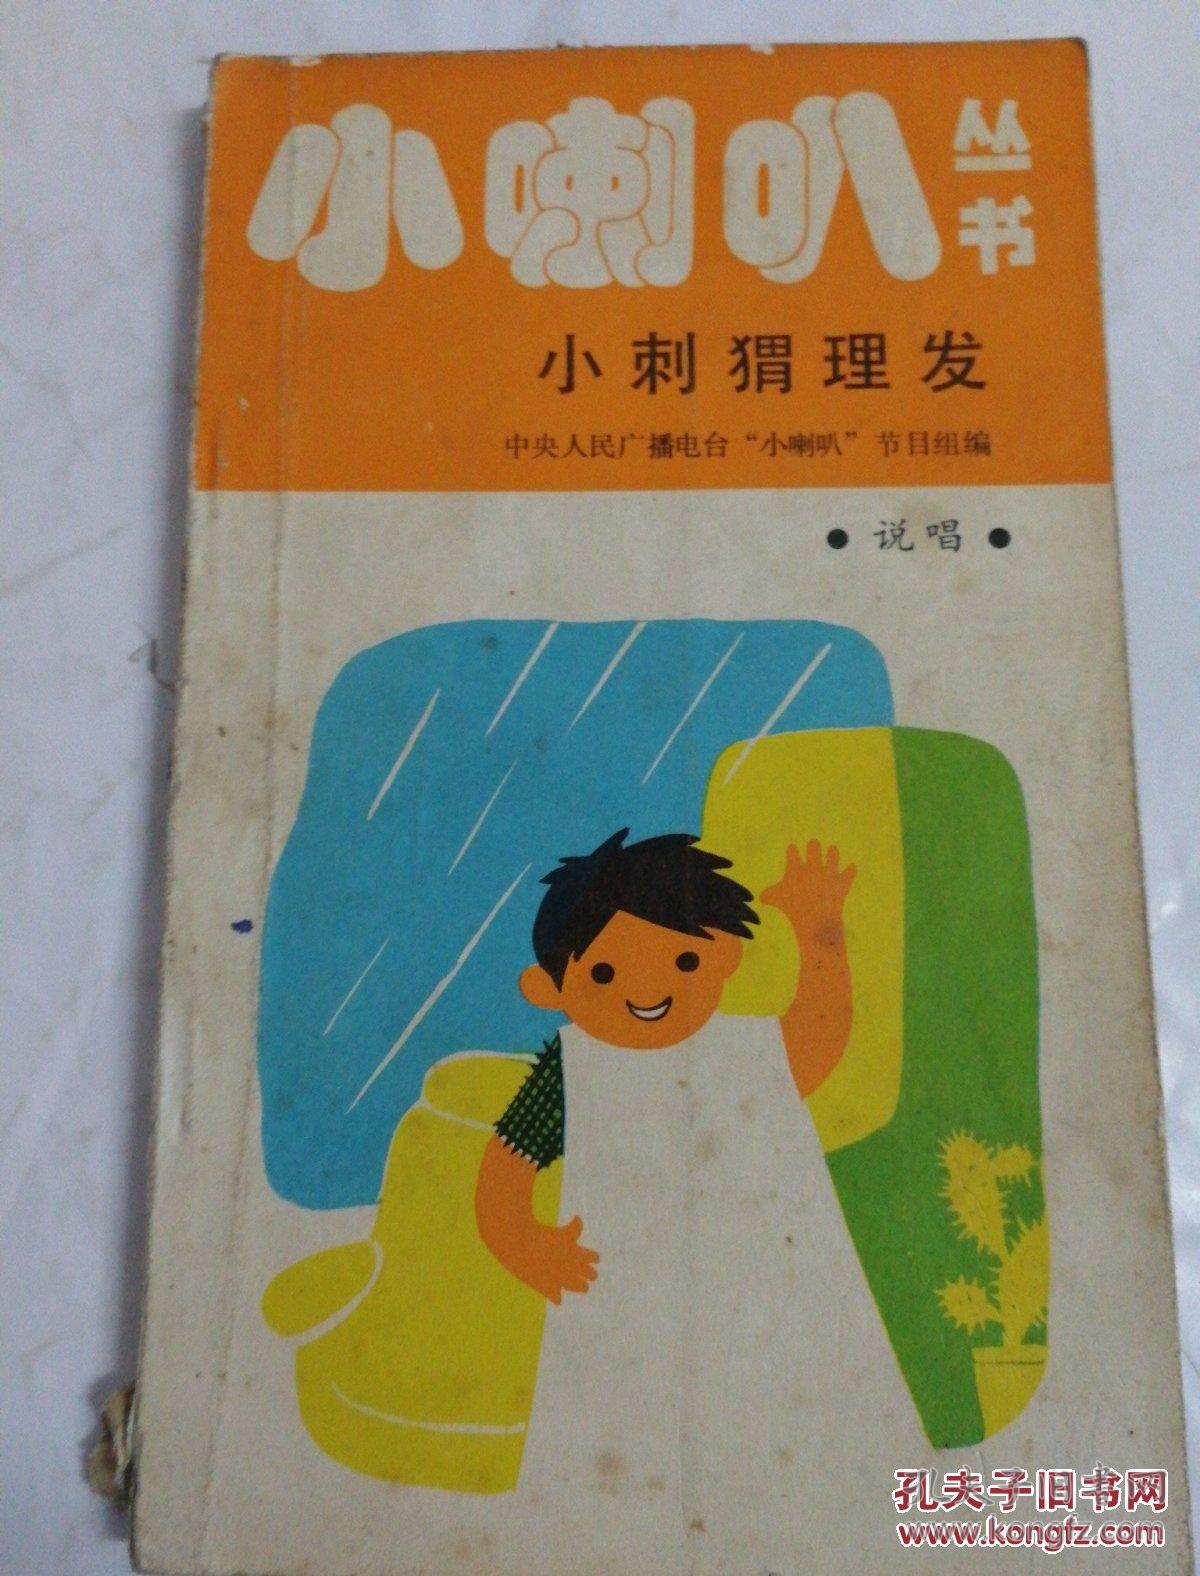 小喇叭丛书
小刺猬理发
中央人民广播电台“小喇叭”节目组编
•说唱•
孔夫子旧书网
www.kongfz.com